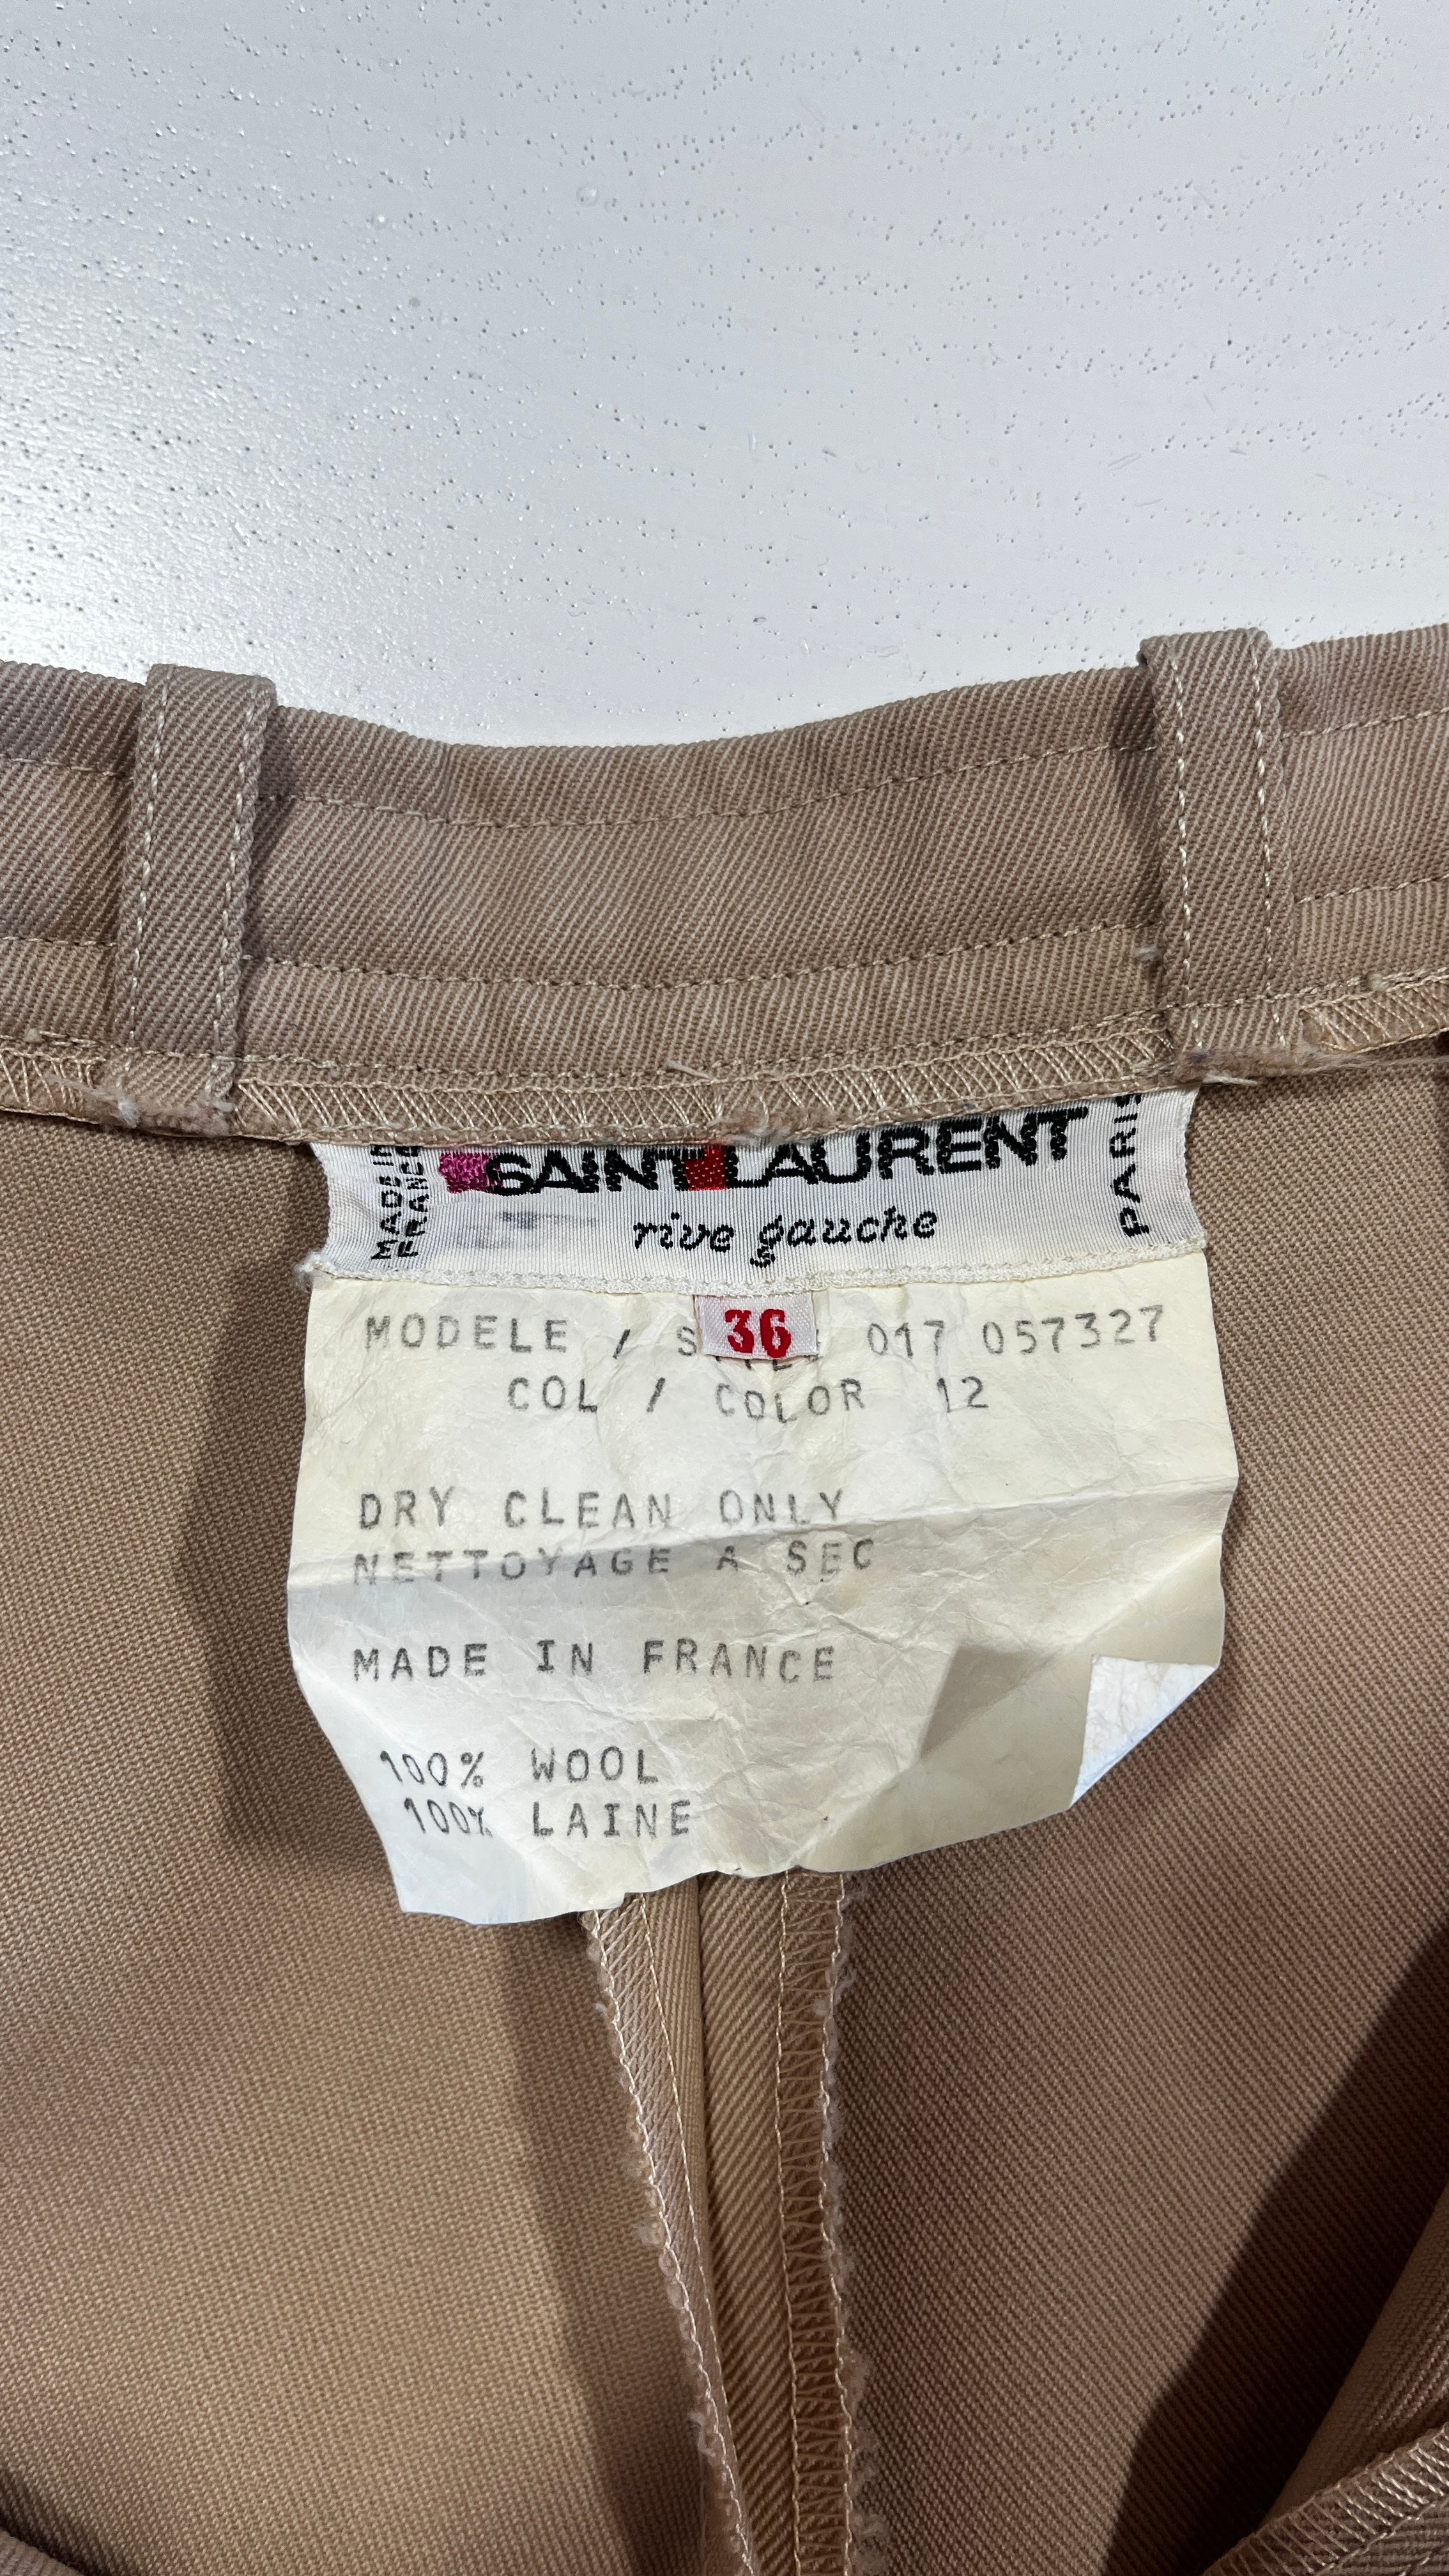 MADE IN
FRANCE
SAINT LAURENT
rive gauche
PARIS
36
MODELE / 017 057327
COL / COLOR 12
DRY CLEAN ONLY
NETTOYAGE A SEC
MADE IN FRANCE
100% WOOL
100% LAINE